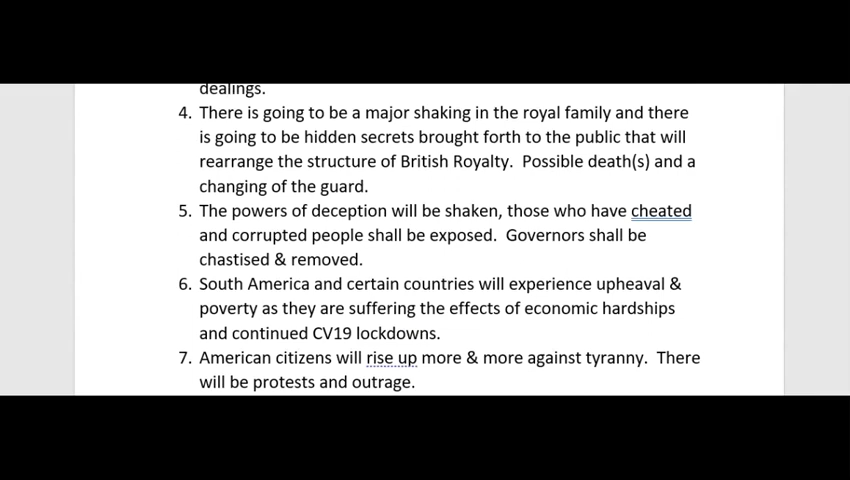 dealings.
4. There is going to be a major shaking in the royal family and there
is going to be hidden secrets brought forth to the public that will
rearrange the structure of British Royalty.  Possible death(s) and a
changing of the guard.
5. The powers of deception will be shaken, those who have cheated
and corrupted people shall be exposed.  Governors shall be
chastised & removed.
6. South America and certain countries will experience upheaval &
poverty as they are suffering the effects of economic hardships
and continued CV19 lockdowns.
7. American citizens will rise up more & more against tyranny.  There
will be protests and outrage.